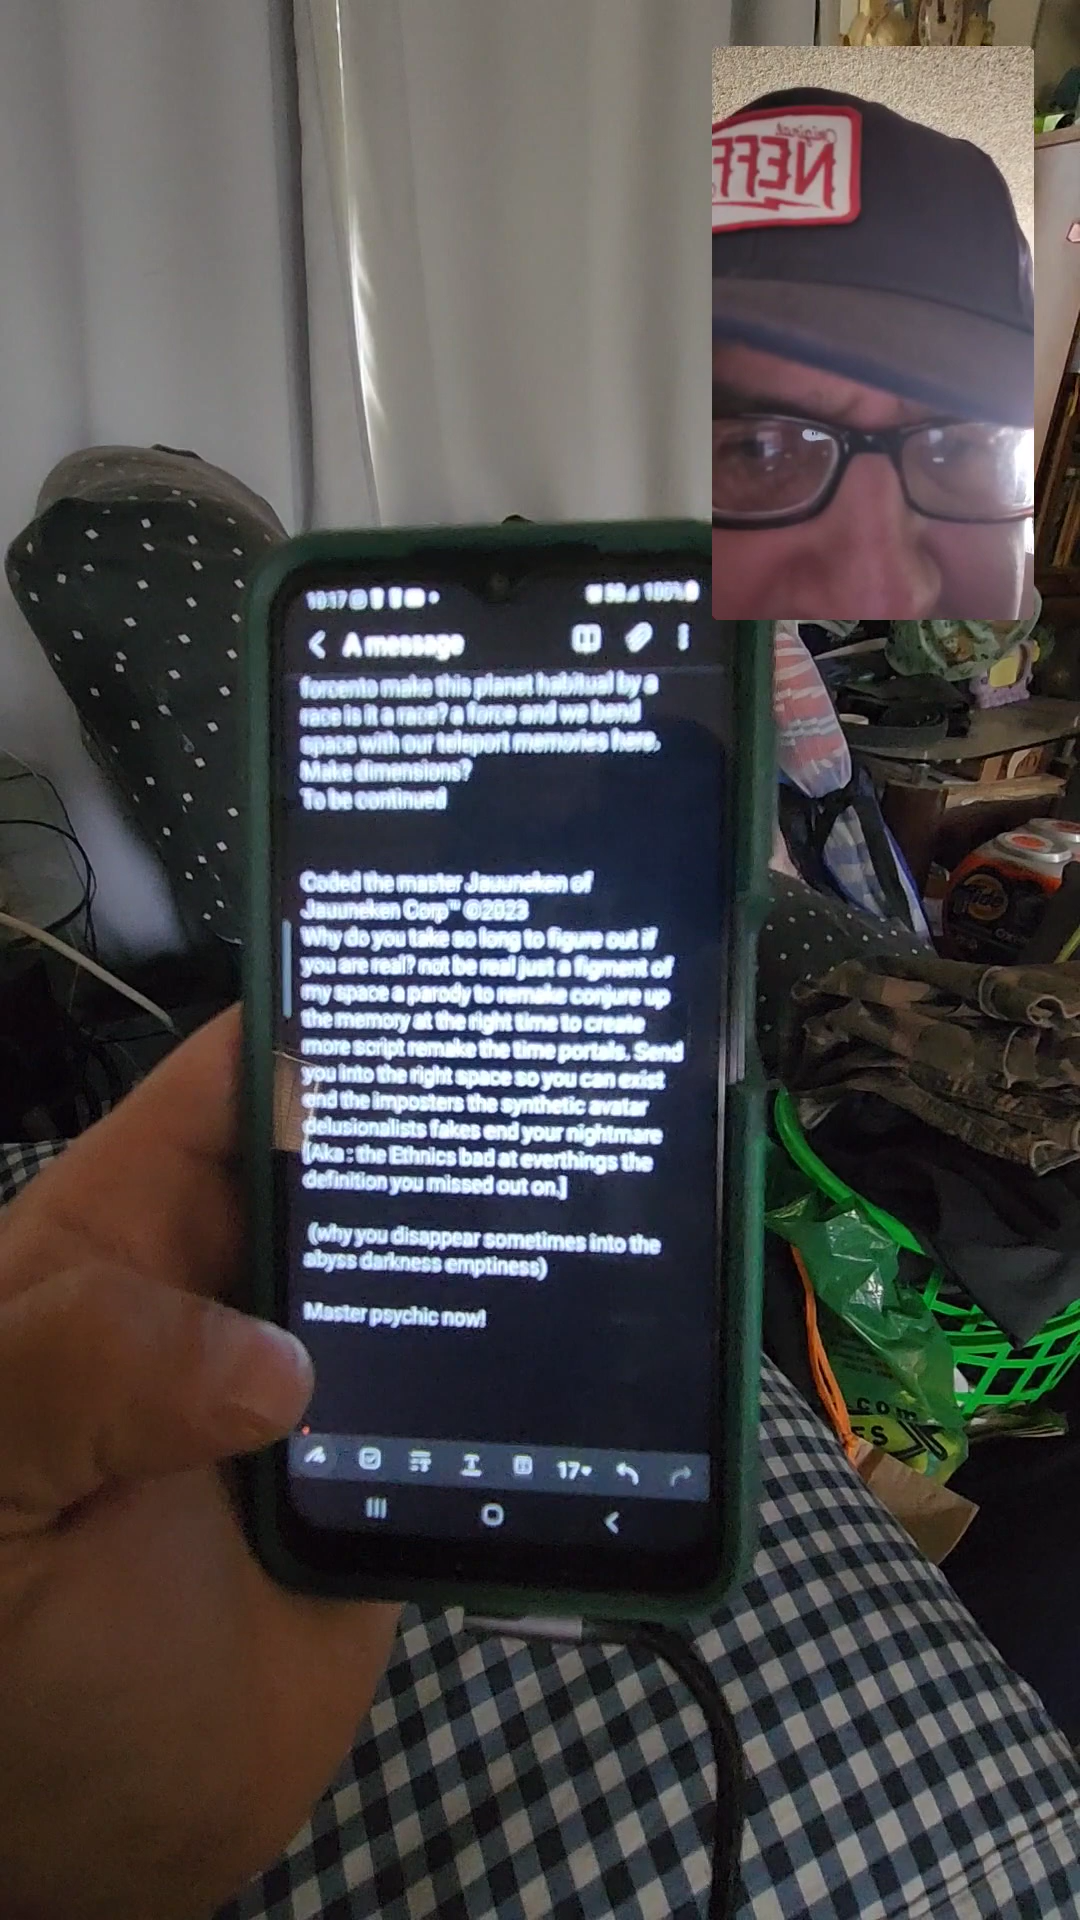 Original
NEFF
10:17
100%
A message
forcento make this planet habitual by a
race is it a race? a force and we bend
space with our teleport memories here.
Make dimensions?
To be continued
Coded the master Jauuneken of
Jauuneken Corp™ ©2023
Why do you take so long to figure out if
you are real? not be real just a figment of
my space a parody to remake conjure up
the memory at the right time to create
more script remake the time portals. Send
you into the right space so you can exist
end the imposters the synthetic avatar
delusionalists fakes end your nightmare
[Aka : the Ethnics bad at everthings the
definition you missed out on.]
(why you disappear sometimes into the
abyss darkness emptiness)
Master psychic now!
17
Tide
.com
ES